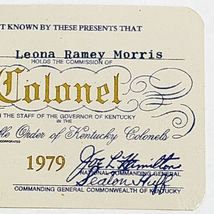 T KNOWN BY THESE PRESENTS THAT
Leona Ramey Morris
HOLDS THE COMMISSION OF
Colonel
THE STAFF OF THE GOVERNOR OF KENTUCKY
IN THE
ble Order of Kentucky Colonels
1979
NATIONAL COMMANDING GENERAL
COMMANDING GENERAL COMMONWEALTH OF KENTUCKY